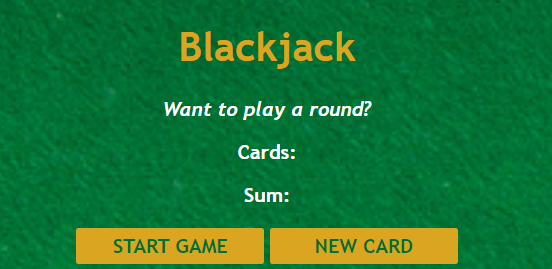 Blackjack
Want to play a round?
Cards:
Sum:
START GAME NEW CARD